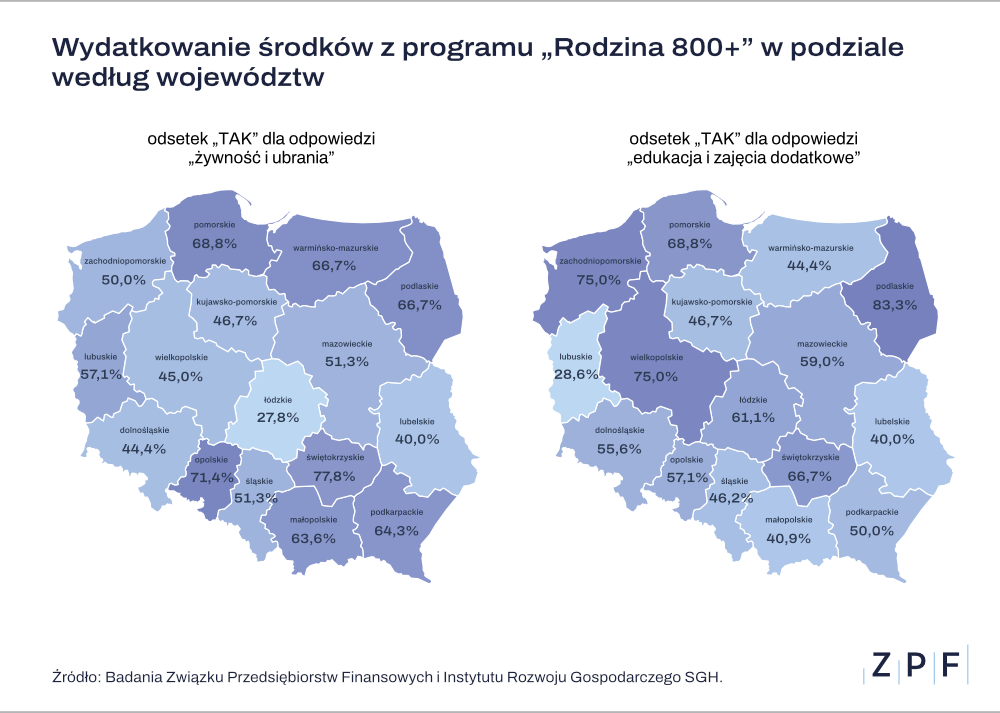 Wydatkowanie środków z programu „Rodzina 800+” w podziale
według województw
odsetek „TAK” dla odpowiedzi
„żywność i ubrania”
pomorskie
68,8%
warmińsko-mazurskie
66,7%
zachodniopomorskie
50,0%
podlaskie
66,7%
kujawsko-pomorskie
46,7%
mazowieckie
51,3%
lubuskie
57,1%
wielkopolskie
45,0%
łódzkie
27,8%
lubelskie
40,0%
dolnośląskie
44,4%
opolskie
71,4%
śląskie
51,3%
świętokrzyskie
77,8%
małopolskie
63,6%
podkarpackie
64,3%
odsetek „TAK” dla odpowiedzi
„edukacja i zajęcia dodatkowe”
pomorskie
68,8%
warmińsko-mazurskie
44,4%
zachodniopomorskie
75,0%
podlaskie
83,3%
kujawsko-pomorskie
46,7%
mazowieckie
59,0%
lubuskie
28,6%
wielkopolskie
75,0%
łódzkie
61,1%
lubelskie
40,0%
dolnośląskie
55,6%
opolskie
57,1%
śląskie
46,2%
świętokrzyskie
66,7%
małopolskie
40,9%
podkarpackie
50,0%
Źródło: Badania Związku Przedsiębiorstw Finansowych i Instytutu Rozwoju Gospodarczego SGH.
ZPF